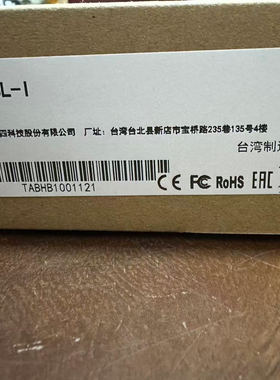 L-I
四科技股份有限公司 厂址：台湾台北县新店市宝桥路235巷135号4楼
台湾制造
TABHB1001121
CE FC RoHS EAC